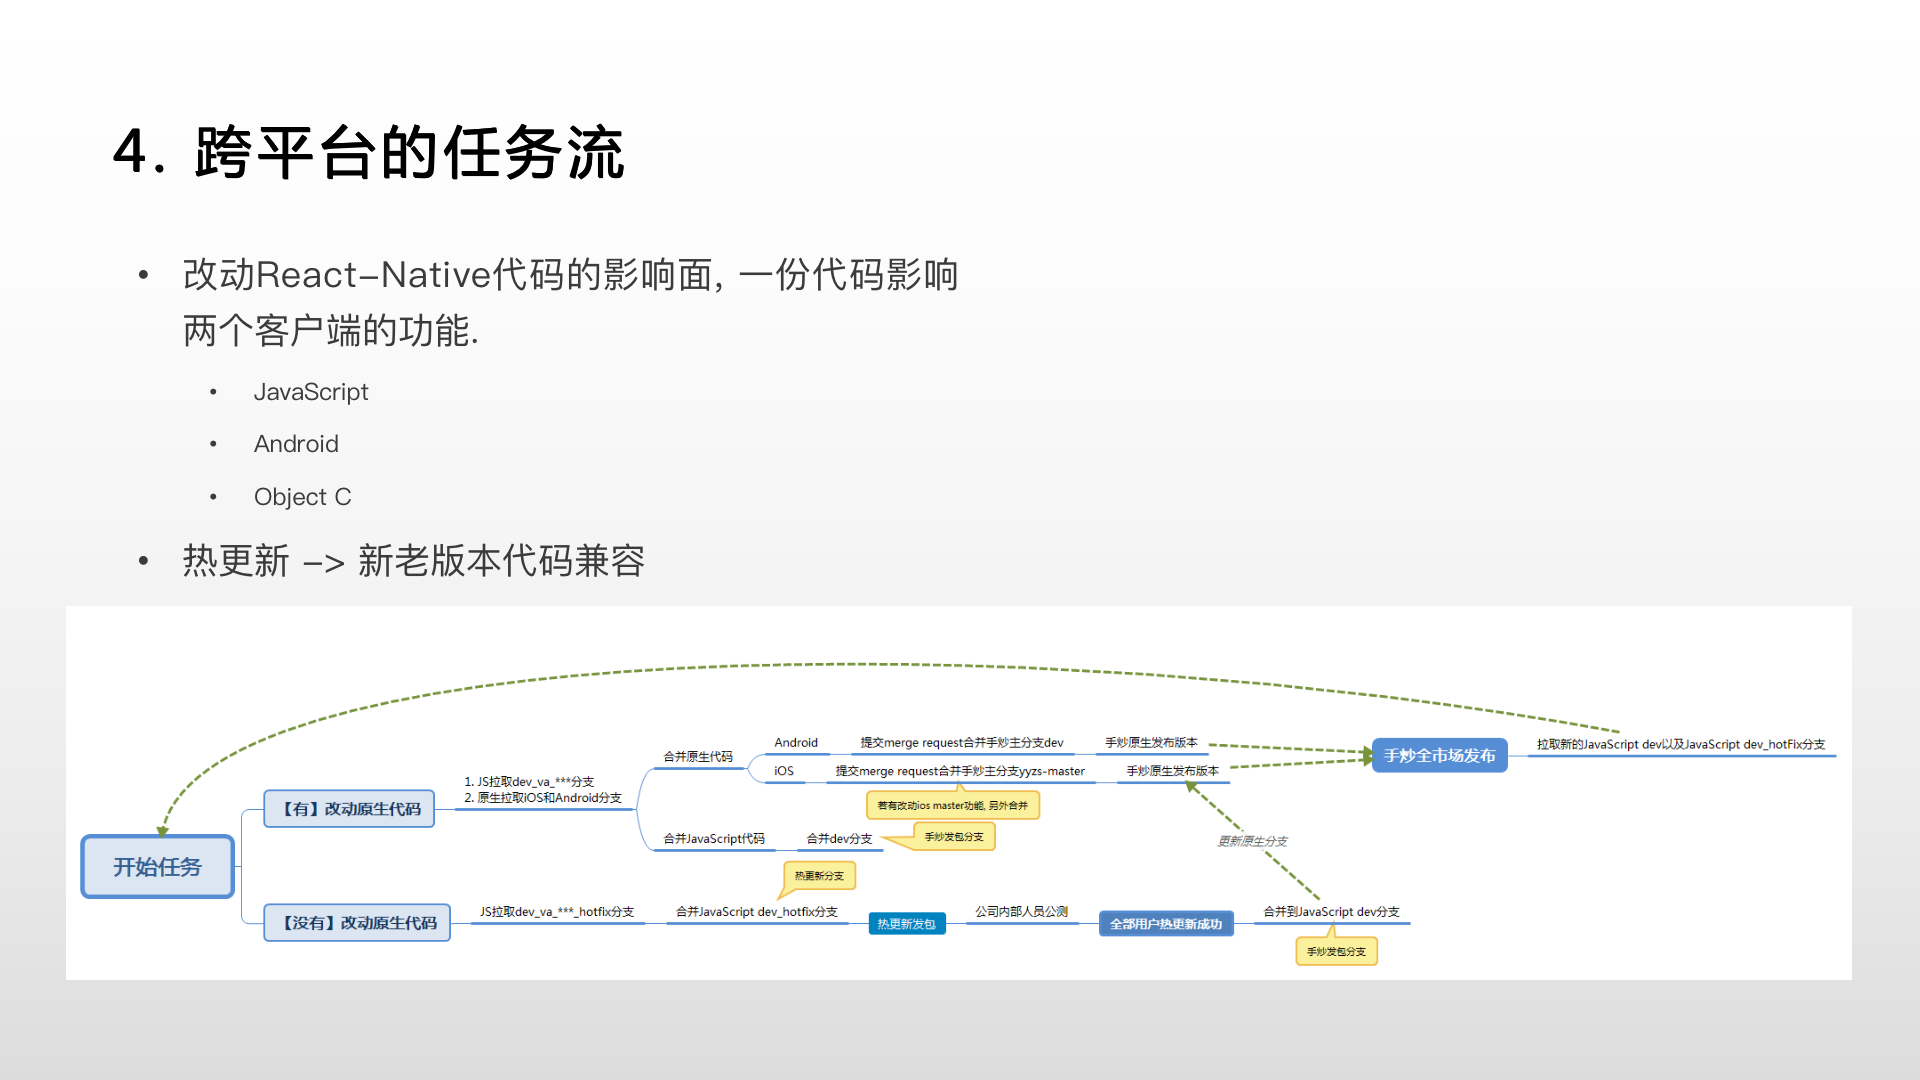 4. 跨平台的任务流
• 改动React-Native代码的影响面, 一份代码影响
两个客户端的功能.
• JavaScript
• Android
• Object C
• 热更新 -> 新老版本代码兼容
开始任务
【有】改动原生代码
1. JS拉取dev_va_***分支
2. 原生拉取iOS和Android分支
合并原生代码
Android
提交merge request合并手炒主分支dev
手炒原生发布版本
iOS
提交merge request合并手炒主分支yyzs-master
手炒原生发布版本
若有改动ios master功能, 另外合并
合并JavaScript代码
合并dev分支
手炒发包分支
手炒全市场发布
拉取新的JavaScript dev以及JavaScript dev_hotFix分支
更新原生分支
【没有】改动原生代码
JS拉取dev_va_***_hotfix分支
合并JavaScript dev_hotfix分支
热更新分支
热更新发包
公司内部人员公测
全部用户热更新成功
合并到JavaScript dev分支
手炒发包分支